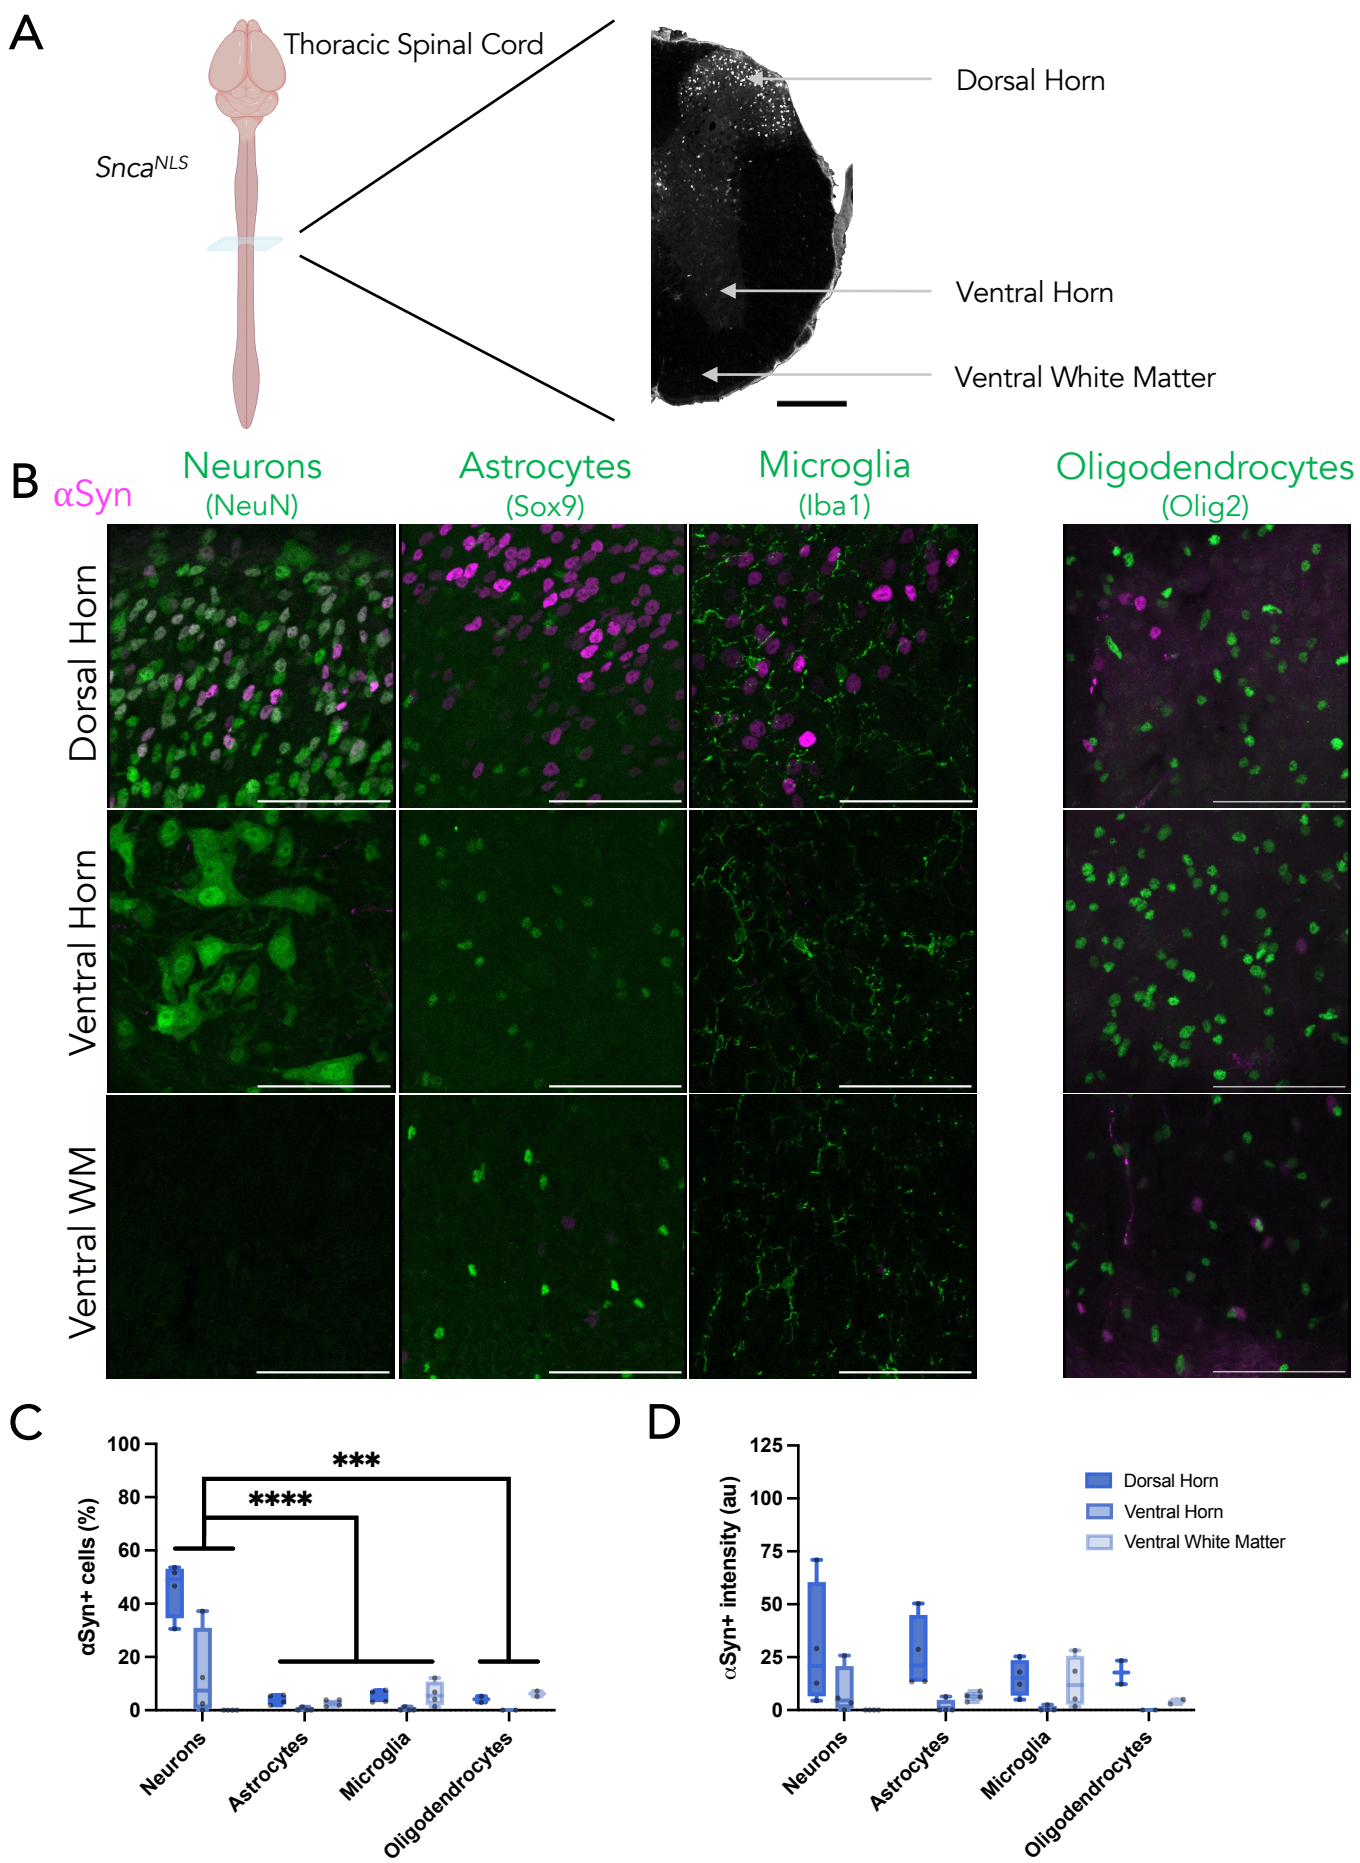 A
Thoracic Spinal Cord
Snca^NLS
Dorsal Horn
Ventral Horn
Ventral White Matter
B
αSyn
Neurons
(NeuN)
Astrocytes
(Sox9)
Microglia
(Iba1)
Oligodendrocytes
(Olig2)
Dorsal Horn
Ventral Horn
Ventral WM
C
αSyn+ cells (%)
100
80
60
40
20
0
***
****
Neurons
Astrocytes
Microglia
Oligodendrocytes
D
αSyn+ intensity (au)
125
100
75
50
25
0
Dorsal Horn
Ventral Horn
Ventral White Matter
Neurons
Astrocytes
Microglia
Oligodendrocytes